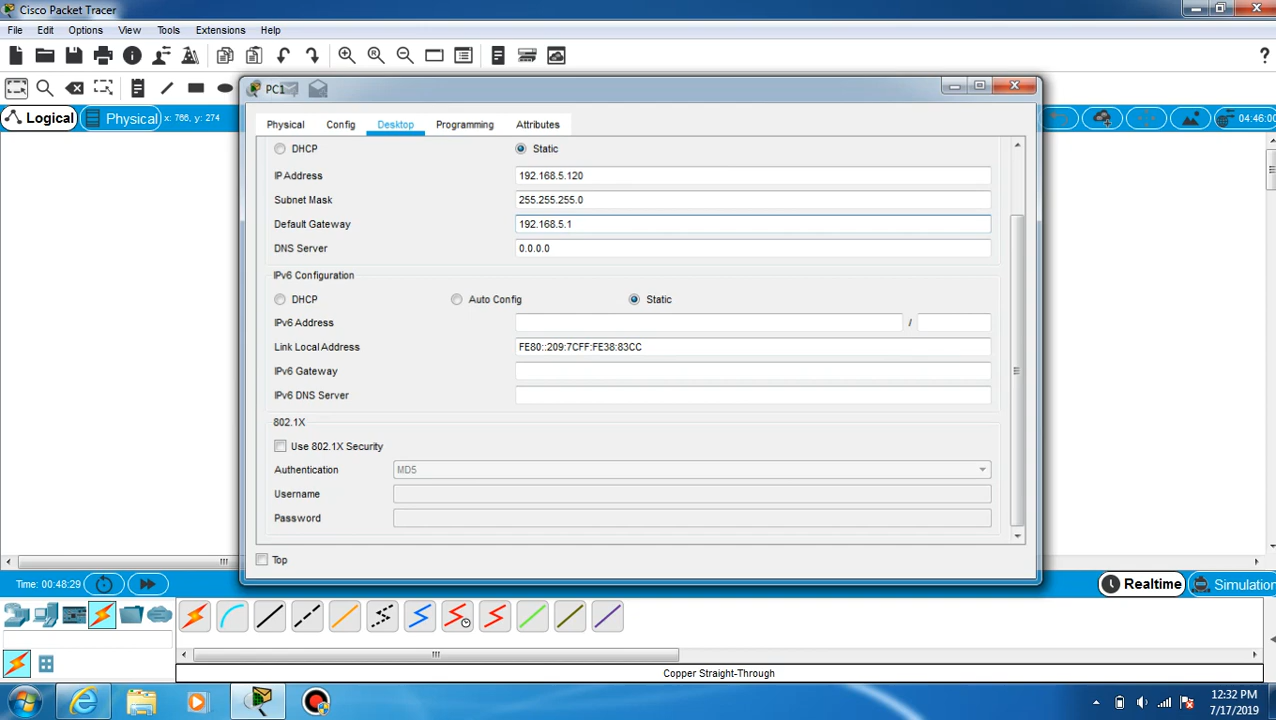 Cisco Packet Tracer
File Edit Options View Tools Extensions Help
PC1
Logical Physical x: 766, y: 274 04:46:00
Physical Config Desktop Programming Attributes
DHCP Static
IP Address 192.168.5.120
Subnet Mask 255.255.255.0
Default Gateway 192.168.5.1
DNS Server 0.0.0.0
IPv6 Configuration
DHCP Auto Config Static
IPv6 Address /
Link Local Address FE80::209:7CFF:FE38:83CC
IPv6 Gateway
IPv6 DNS Server
802.1X
Use 802.1X Security
Authentication MD5
Username
Password
Top
Time: 00:48:29 Realtime Simulation
Copper Straight-Through
12:32 PM
7/17/2019